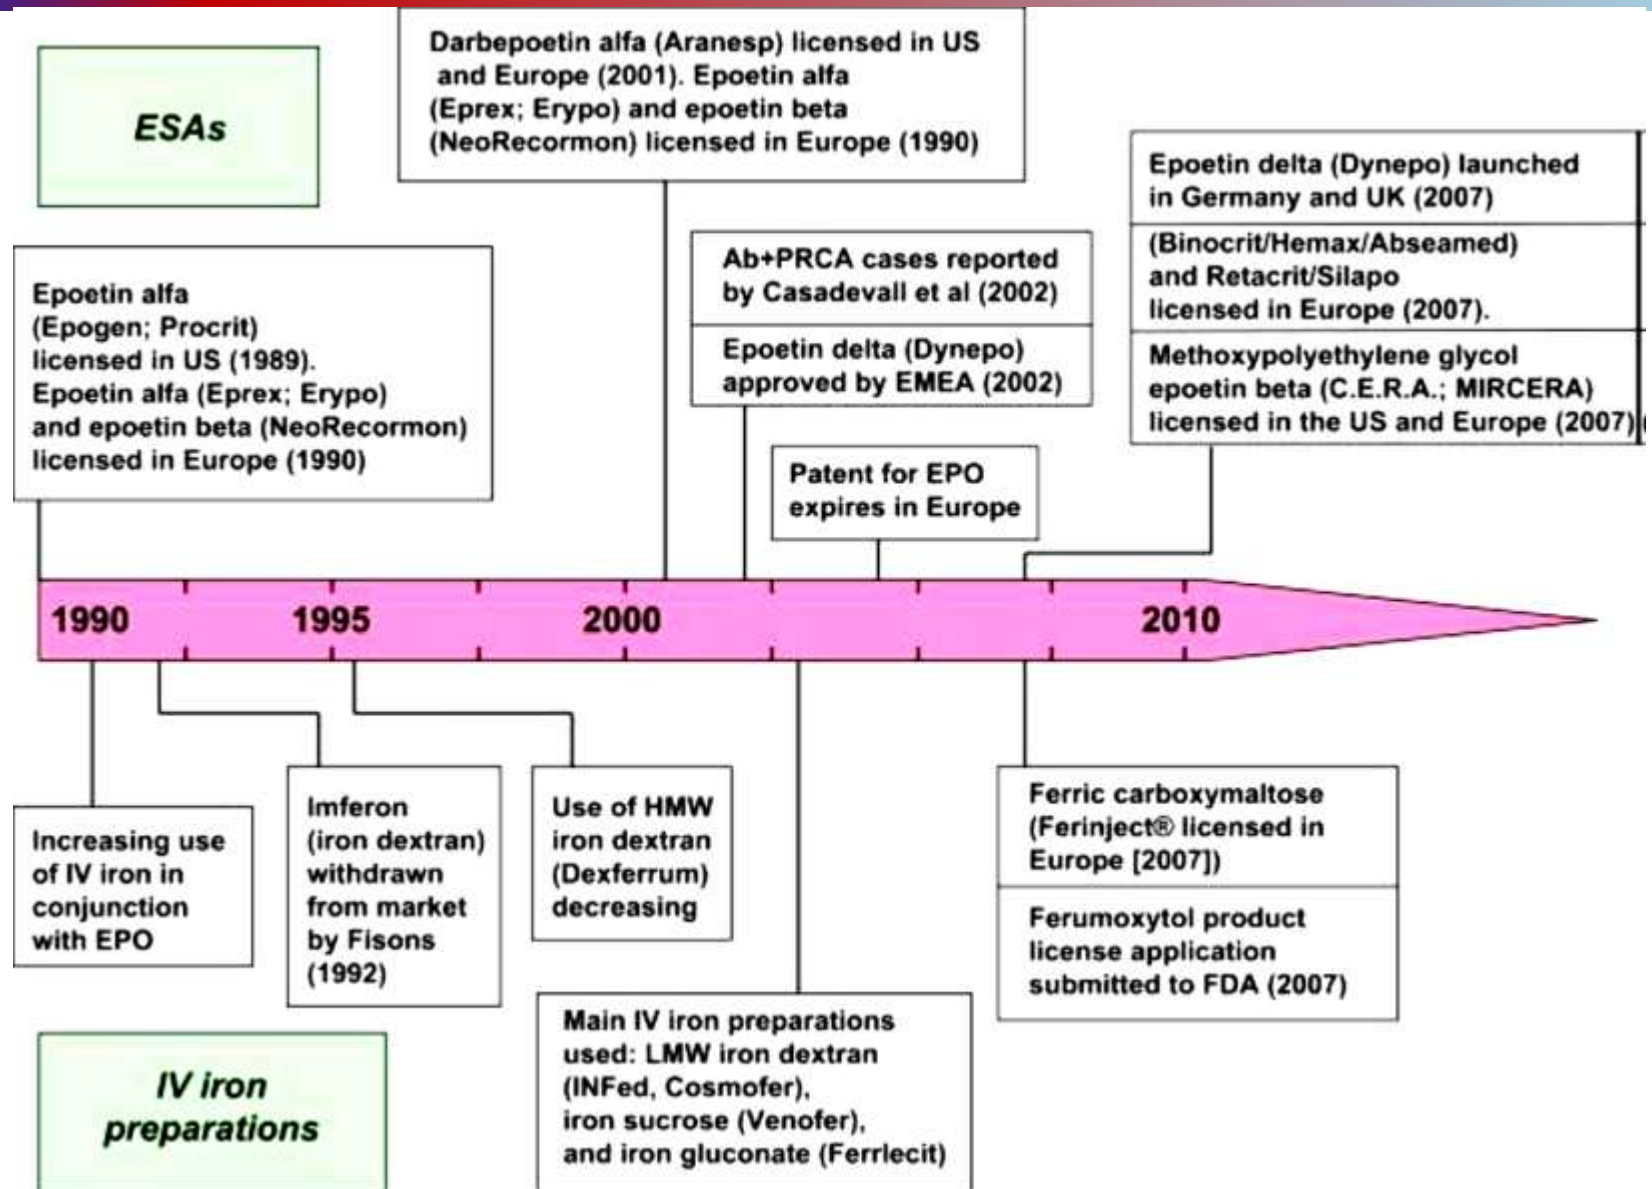 ESAs
Darbepoetin alfa (Aranesp) licensed in US
and Europe (2001). Epoetin alfa
(Eprex; Erypo) and epoetin beta
(NeoRecormon) licensed in Europe (1990)
Epoetin alfa
(Epogen; Procrit)
licensed in US (1989).
Epoetin alfa (Eprex; Erypo)
and epoetin beta (NeoRecormon)
licensed in Europe (1990)
Ab+PRCA cases reported
by Casadevall et al (2002)
Epoetin delta (Dynepo)
approved by EMEA (2002)
Patent for EPO
expires in Europe
Epoetin delta (Dynepo) launched
in Germany and UK (2007)
(Binocrit/Hemax/Abseamed)
and Retacrit/Silapo
licensed in Europe (2007).
Methoxypolyethylene glycol
epoetin beta (C.E.R.A.; MIRCERA)
licensed in the US and Europe (2007)
1990 1995 2000 2010
Increasing use
of IV iron in
conjunction
with EPO
Imferon
(iron dextran)
withdrawn
from market
by Fisons
(1992)
Use of HMW
iron dextran
(Dexferrum)
decreasing
Main IV iron preparations
used: LMW iron dextran
(INFed, Cosmofer),
iron sucrose (Venofer),
and iron gluconate (Ferrlecit)
Ferric carboxymaltose
(Ferinject® licensed in
Europe [2007])
Ferumoxytol product
license application
submitted to FDA (2007)
IV iron
preparations